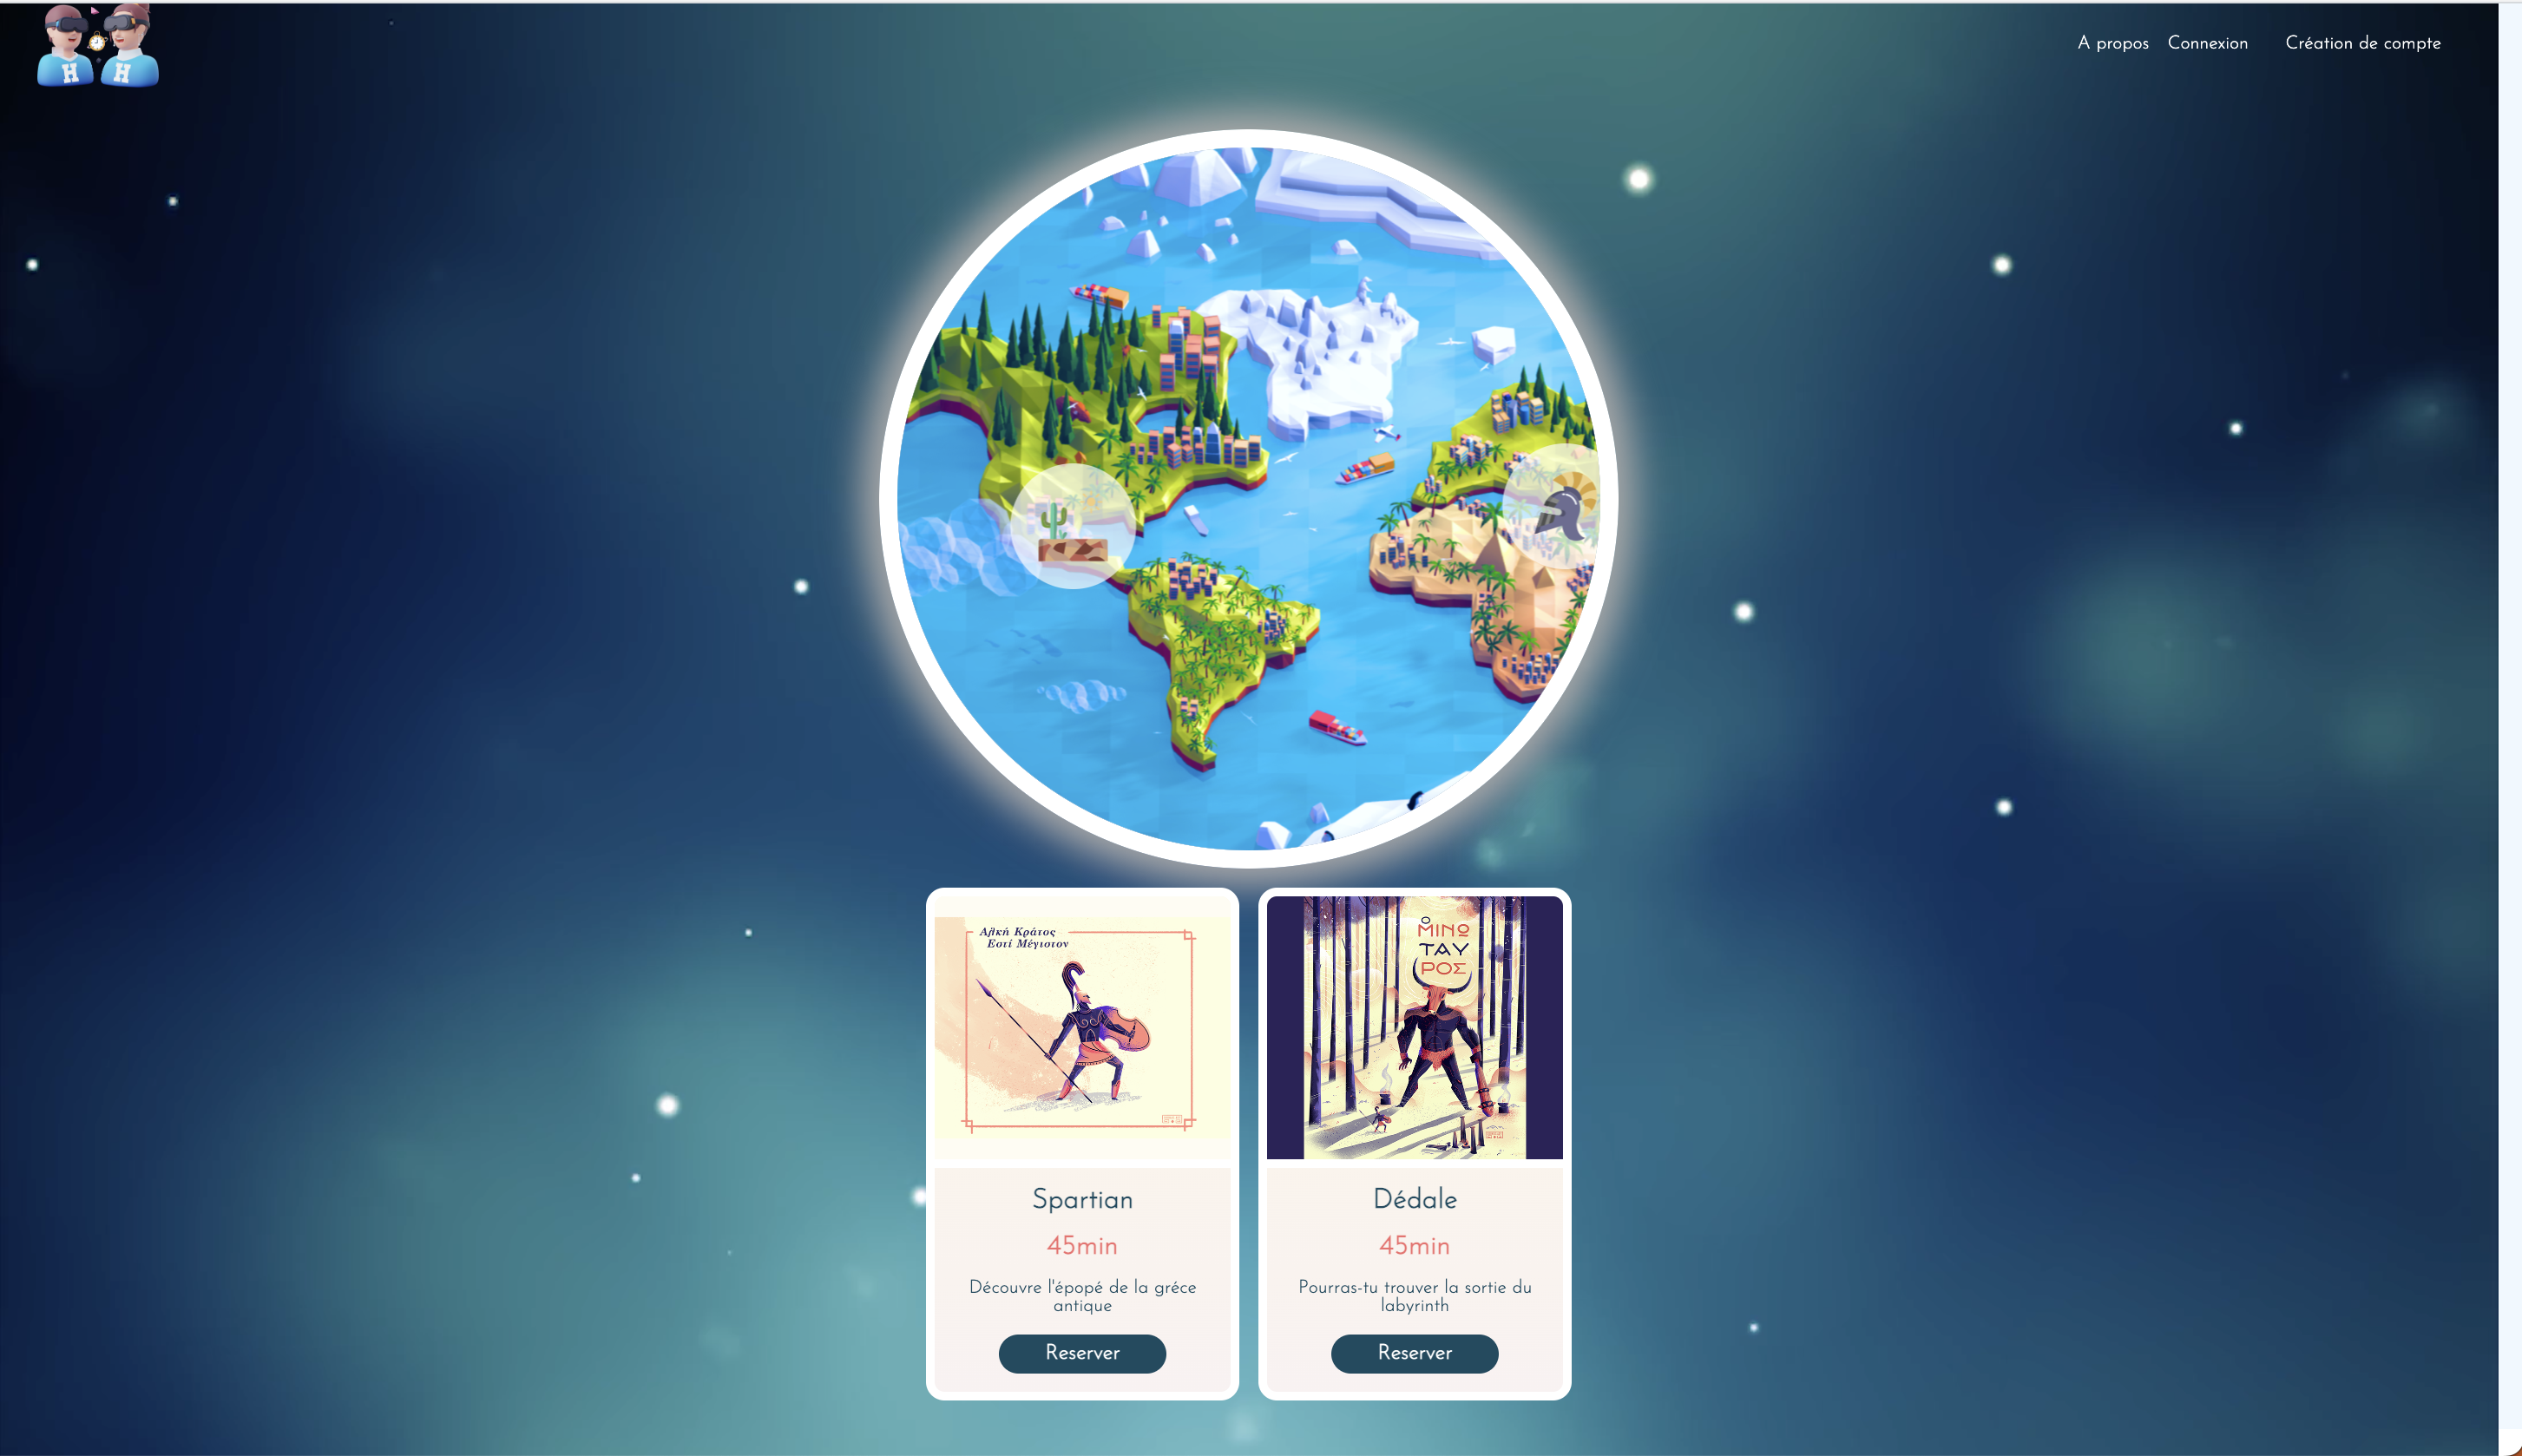 H H
A propos Connexion Création de compte
Αλκή Κράτος
Εστί Μέγιστον
Ὁ
ΜΙΝΩ
ΤΑΥ
ΡΟΣ
Spartian
45min
Découvre l'épopé de la gréce
antique
Reserver
Dédale
45min
Pourras-tu trouver la sortie du
labyrinth
Reserver